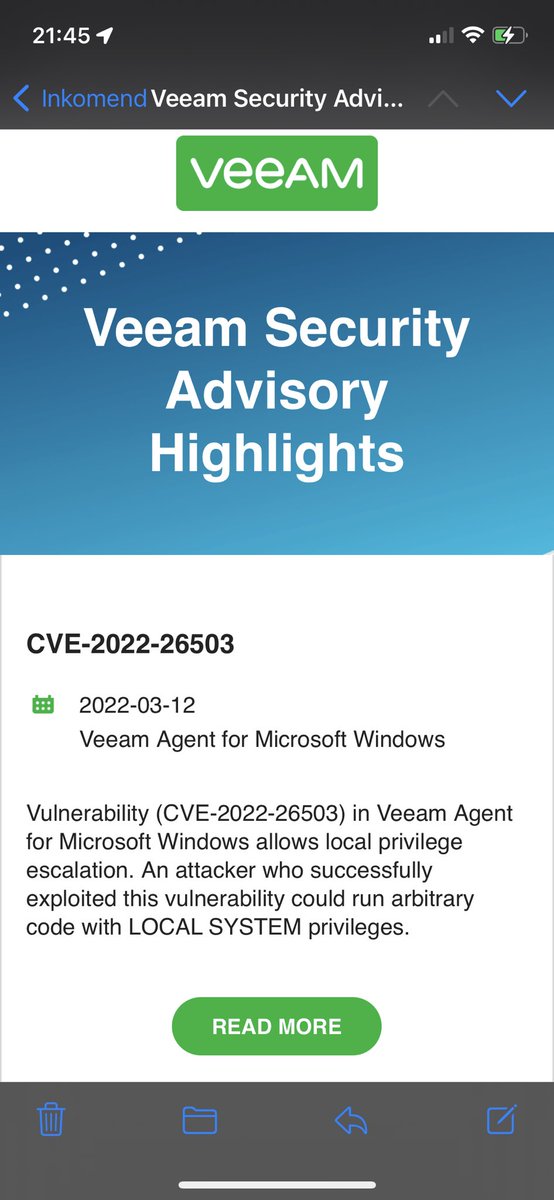 21:45
Inkomend Veeam Security Advi...
veeAM
Veeam Security
Advisory
Highlights
CVE-2022-26503
2022-03-12
Veeam Agent for Microsoft Windows
Vulnerability (CVE-2022-26503) in Veeam Agent
for Microsoft Windows allows local privilege
escalation. An attacker who successfully
exploited this vulnerability could run arbitrary
code with LOCAL SYSTEM privileges.
READ MORE